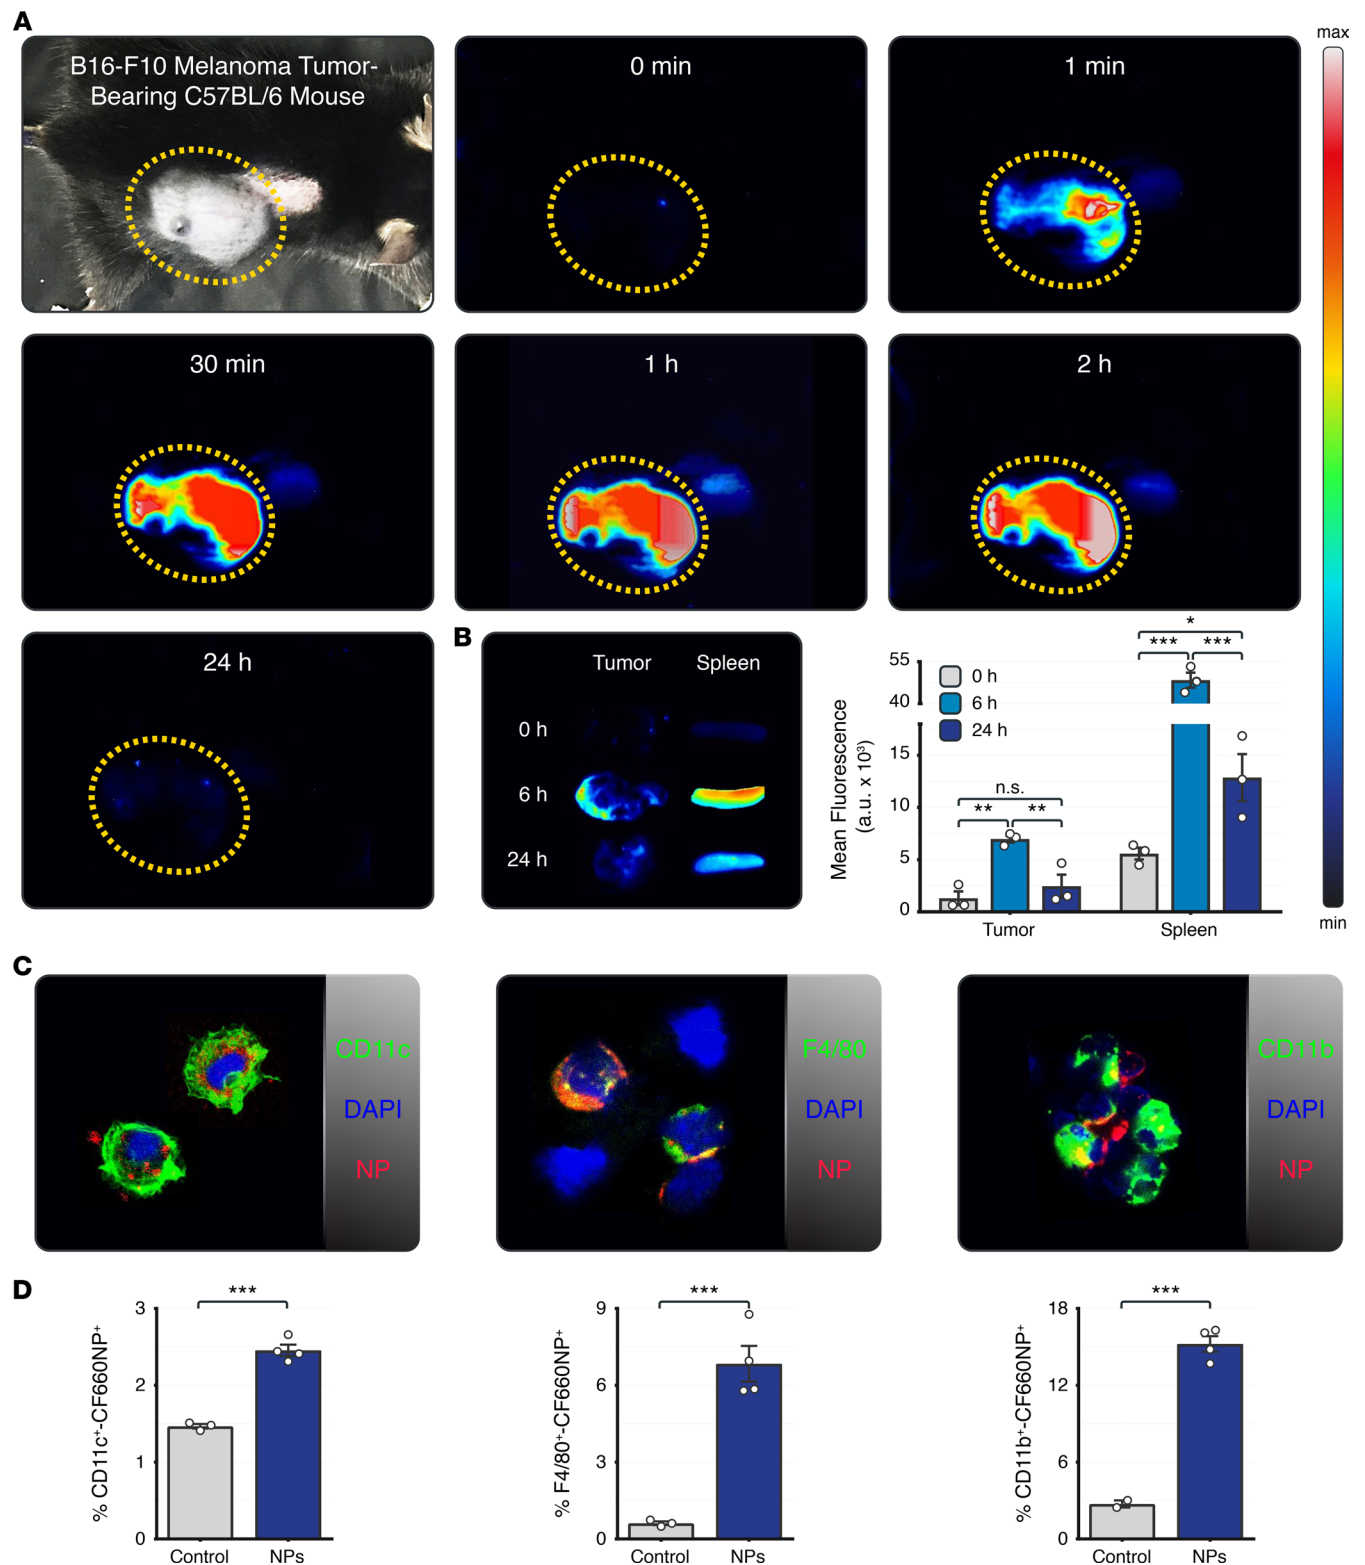 A
B16-F10 Melanoma Tumor-
Bearing C57BL/6 Mouse
0 min
1 min
max
30 min
1 h
2 h
24 h
min
B
Tumor Spleen
0 h
6 h
24 h
Mean Fluorescence
(a.u. x 10³)
55
40
15
10
5
0
0 h
6 h
24 h
n.s.
** **
*
*** ***
Tumor Spleen
C
CD11c
DAPI
NP
F4/80
DAPI
NP
CD11b
DAPI
NP
D
% CD11c⁺-CF660NP⁺
3
2
1
0
***
Control NPs
% F4/80⁺-CF660NP⁺
9
6
3
0
***
Control NPs
% CD11b⁺-CF660NP⁺
18
12
6
0
***
Control NPs